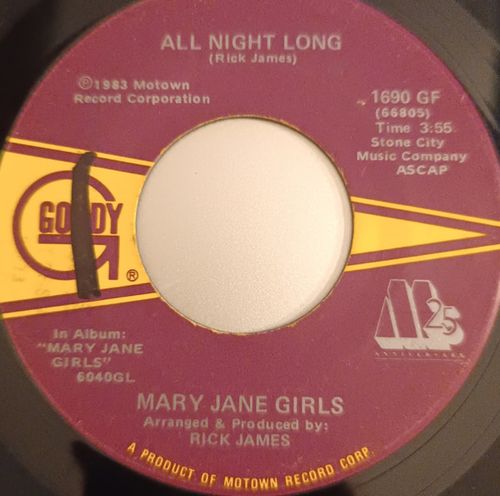 ALL NIGHT LONG
(Rick James)
℗1983 Motown
Record Corporation
1690 GF
(66805)
Time 3:55
Stone City
Music Company
ASCAP
GORDY
®
M25
ANNIVERSARY
In Album:
"MARY JANE
GIRLS"
6040GL
MARY JANE GIRLS
Arranged & Produced by:
RICK JAMES
A PRODUCT OF MOTOWN RECORD CORP.